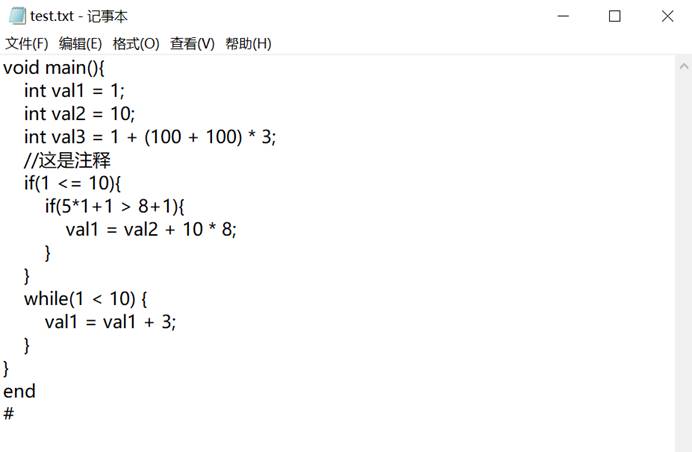 test.txt - 记事本
文件(F) 编辑(E) 格式(O) 查看(V) 帮助(H)
void main(){
    int val1 = 1;
    int val2 = 10;
    int val3 = 1 + (100 + 100) * 3;
    //这是注释
    if(1 <= 10){
        if(5*1+1 > 8+1){
            val1 = val2 + 10 * 8;
        }
    }
    while(1 < 10) {
        val1 = val1 + 3;
    }
}
end
#